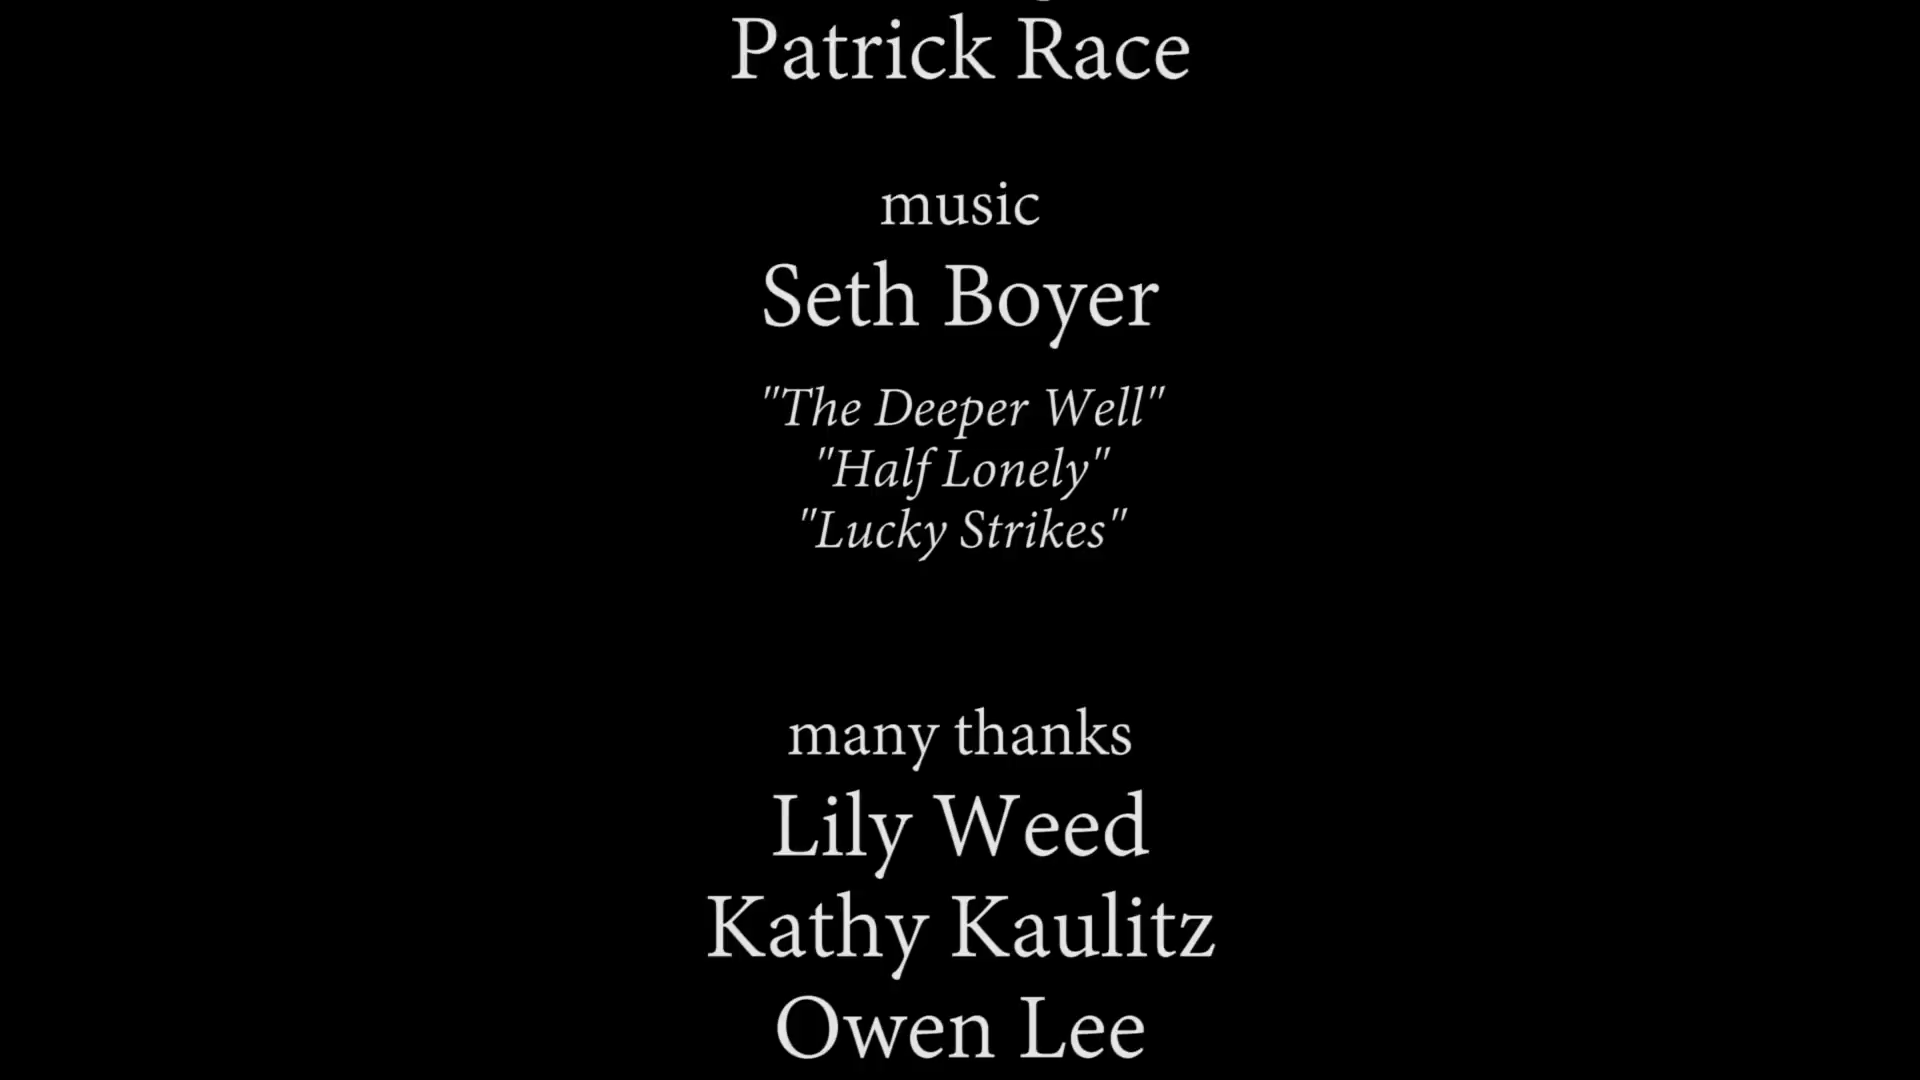 Patrick Race
music
Seth Boyer
"The Deeper Well"
"Half Lonely"
"Lucky Strikes"
many thanks
Lily Weed
Kathy Kaulitz
Owen Lee